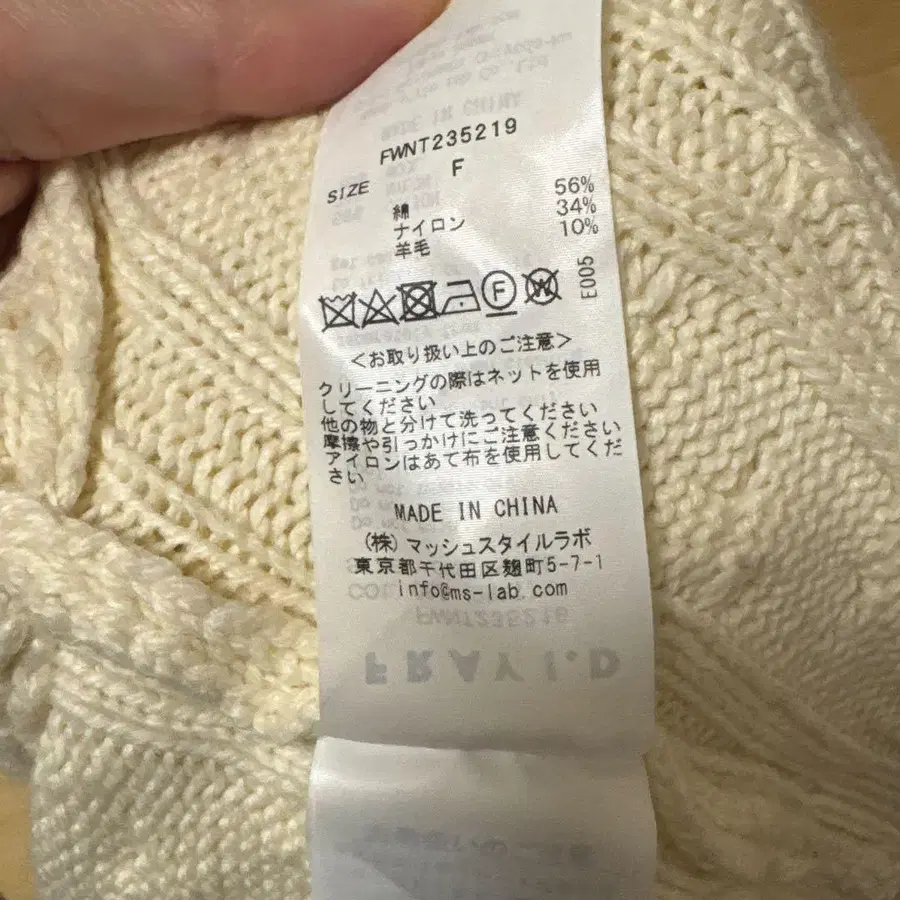 FWNT235219
SIZE F
綿 56%
ナイロン 34%
羊毛 10%
F W E005
<お取り扱い上のご注意>
クリーニングの際はネットを使用
してください
他の物と分けて洗ってください
摩擦や引っかけにご注意ください
アイロンはあて布を使用してくだ
さい
MADE IN CHINA
(株)マッシュスタイルラボ
東京都千代田区麹町5-7-1
info@ms-lab.com
FWNT235219
FRAY I.D